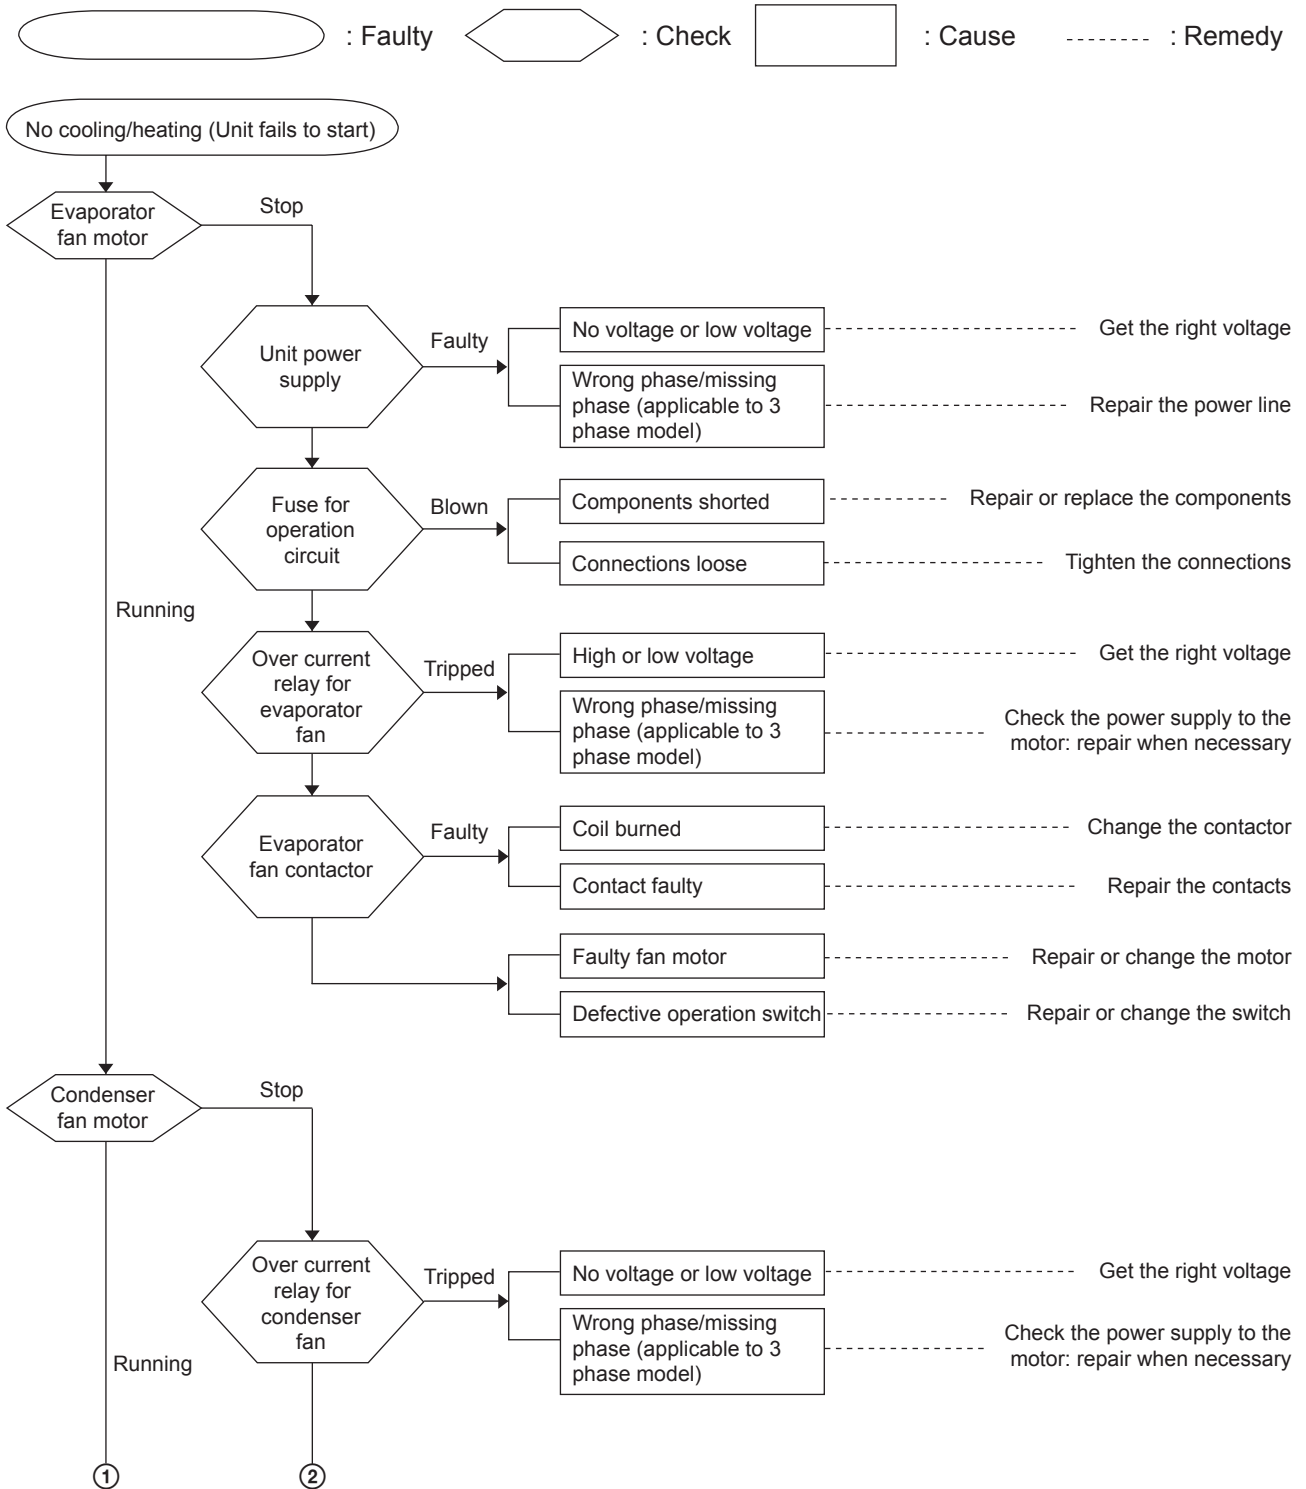 : Faulty
: Check
: Cause
: Remedy
No cooling/heating (Unit fails to start)
Evaporator
fan motor
Stop
Unit power
supply
Faulty
No voltage or low voltage
Get the right voltage
Wrong phase/missing
phase (applicable to 3
phase model)
Repair the power line
Fuse for
operation
circuit
Blown
Components shorted
Repair or replace the components
Connections loose
Tighten the connections
Running
Over current
relay for
evaporator
fan
Tripped
High or low voltage
Get the right voltage
Wrong phase/missing
phase (applicable to 3
phase model)
Check the power supply to the
motor: repair when necessary
Evaporator
fan contactor
Faulty
Coil burned
Change the contactor
Contact faulty
Repair the contacts
Faulty fan motor
Repair or change the motor
Defective operation switch
Repair or change the switch
Condenser
fan motor
Stop
Over current
relay for
condenser
fan
Tripped
No voltage or low voltage
Get the right voltage
Wrong phase/missing
phase (applicable to 3
phase model)
Check the power supply to the
motor: repair when necessary
Running
①
②